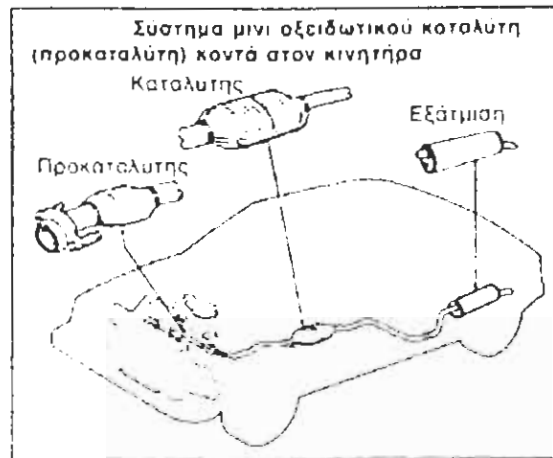 Σύστημα μινι οξειδωτικού καταλύτη
(προκαταλύτη) κοντά στον κινητήρα
Καταλύτης
Εξάτμιση
Προκαταλύτης